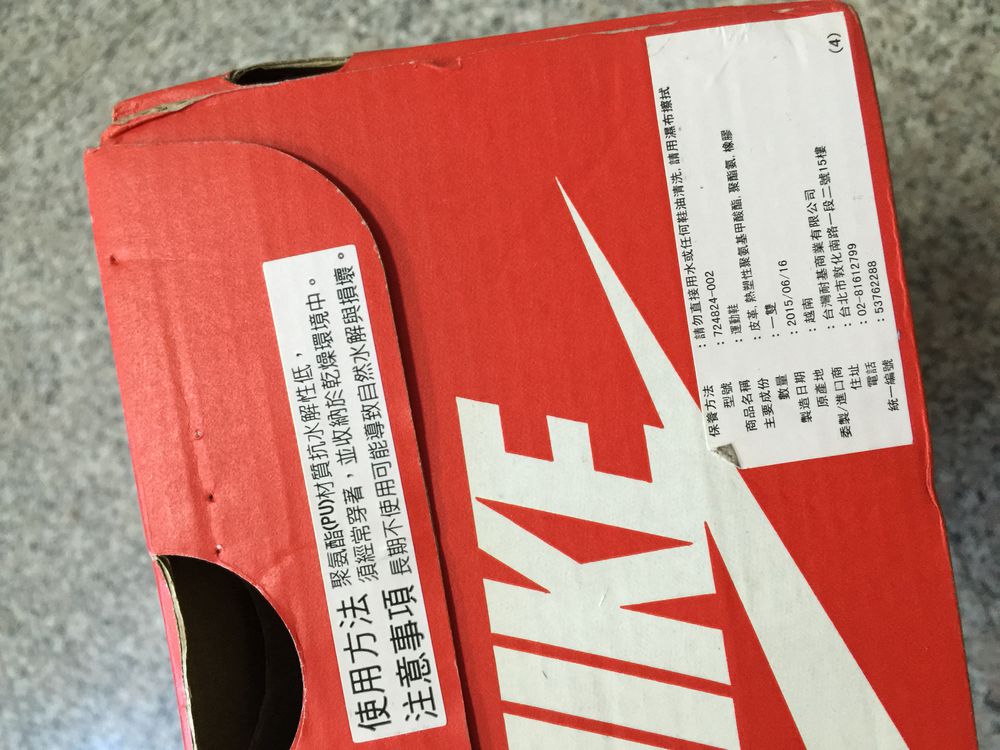 使用方法 聚氨酯(PU)材質抗水解性低，
須經常穿著，並收納於乾燥環境中。
注意事項 長期不使用可能導致自然水解與損壞。
NIKE
保養方法：請勿直接用水或任何鞋油清洗, 請用濕布擦拭
型號：724824-002
商品名稱：運動鞋
主要成份：皮革, 熱塑性聚氨基甲酸酯, 聚酯氨, 橡膠
數量：一雙
製造日期：2015/06/16
原產地：越南
委製/進口商：台灣耐基商業有限公司
住址：台北市敦化南路一段二號15樓
電話：02-81612799
統一編號：53762288
(4)